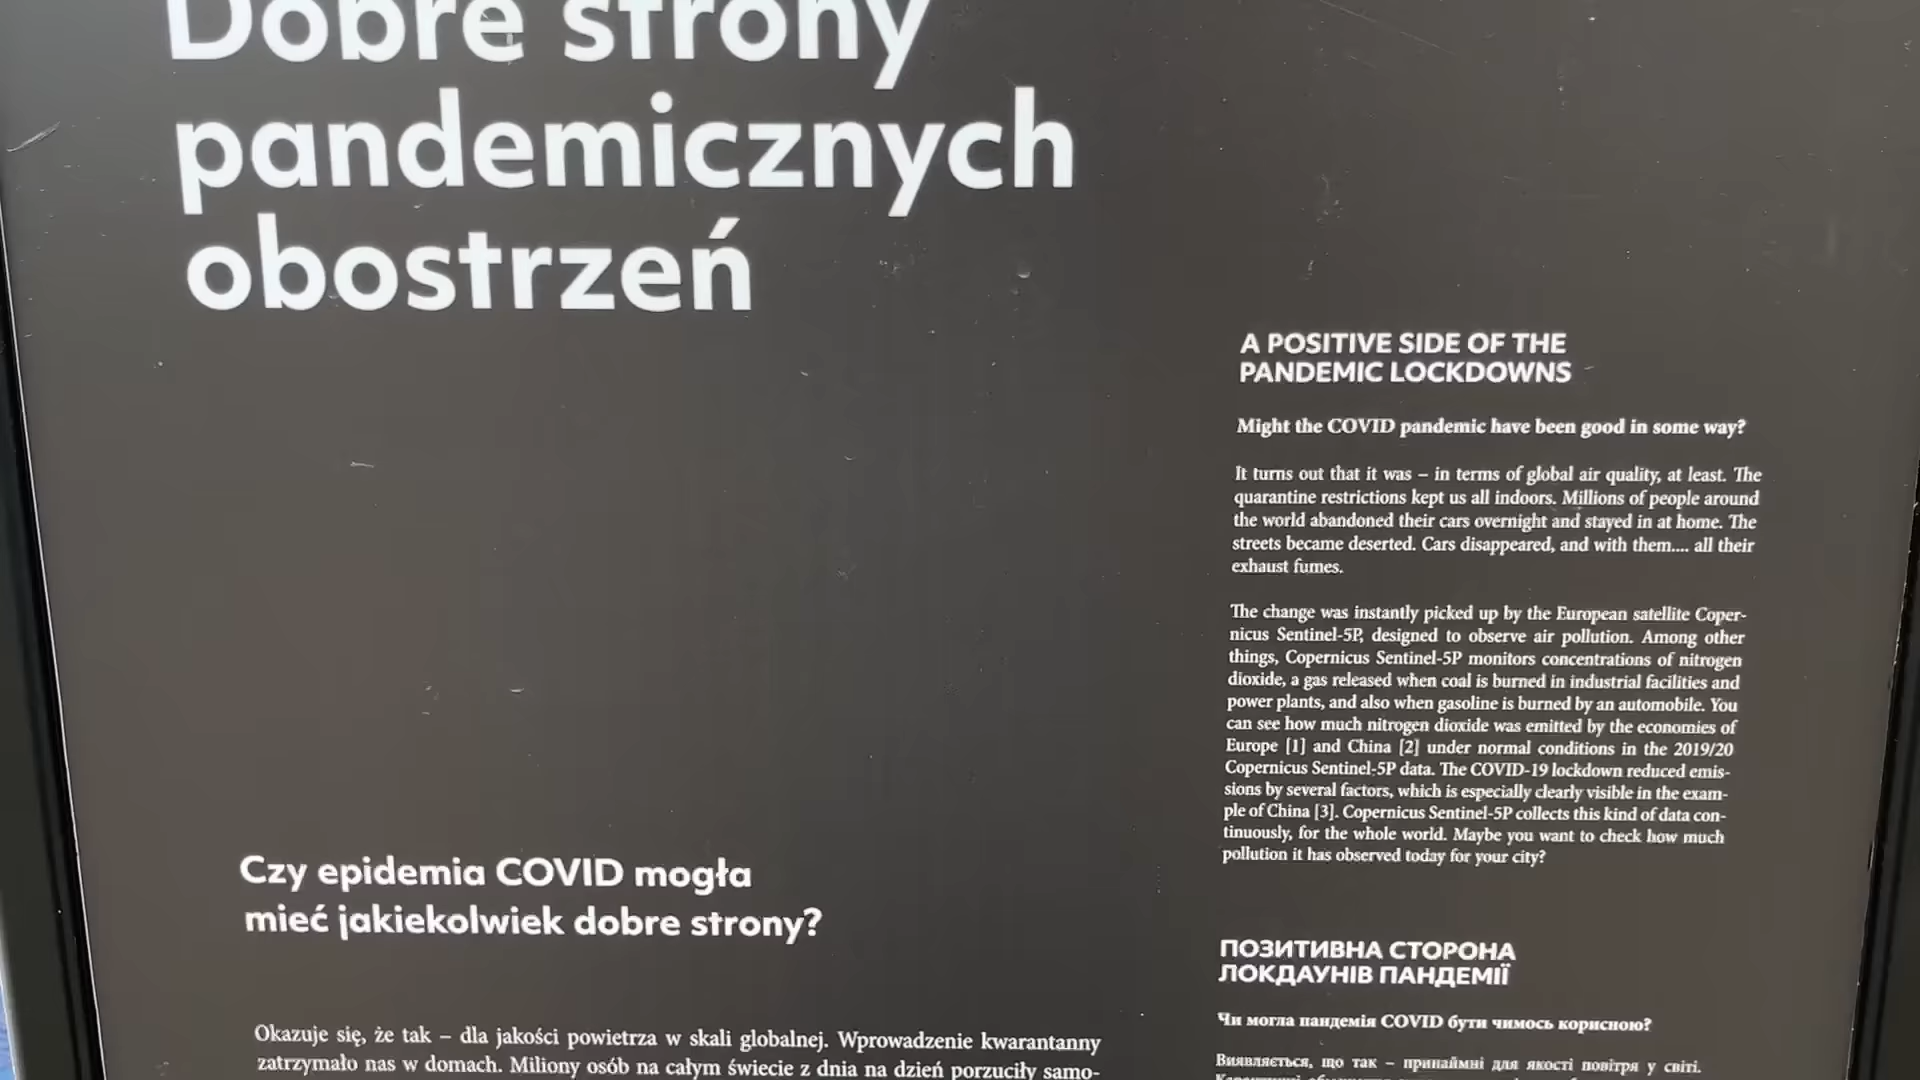 Dobre strony
pandemicznych
obostrzeń
Czy epidemia COVID mogła
mieć jakiekolwiek dobre strony?
Okazuje się, że tak – dla jakości powietrza w skali globalnej. Wprowadzenie kwarantanny
zatrzymało nas w domach. Miliony osób na całym świecie z dnia na dzień porzuciły samo-
A POSITIVE SIDE OF THE
PANDEMIC LOCKDOWNS
Might the COVID pandemic have been good in some way?
It turns out that it was – in terms of global air quality, at least. The
quarantine restrictions kept us all indoors. Millions of people around
the world abandoned their cars overnight and stayed in at home. The
streets became deserted. Cars disappeared, and with them.... all their
exhaust fumes.
The change was instantly picked up by the European satellite Coper-
nicus Sentinel-5P, designed to observe air pollution. Among other
things, Copernicus Sentinel-5P monitors concentrations of nitrogen
dioxide, a gas released when coal is burned in industrial facilities and
power plants, and also when gasoline is burned by an automobile. You
can see how much nitrogen dioxide was emitted by the economies of
Europe [1] and China [2] under normal conditions in the 2019/20
Copernicus Sentinel-5P data. The COVID-19 lockdown reduced emis-
sions by several factors, which is especially clearly visible in the exam-
ple of China [3]. Copernicus Sentinel-5P collects this kind of data con-
tinuously, for the whole world. Maybe you want to check how much
pollution it has observed today for your city?
ПОЗИТИВНА СТОРОНА
ЛОКДАУНІВ ПАНДЕМІЇ
Чи могла пандемія COVID бути чимось корисною?
Виявляється, що так – принаймні для якості повітря у світі.